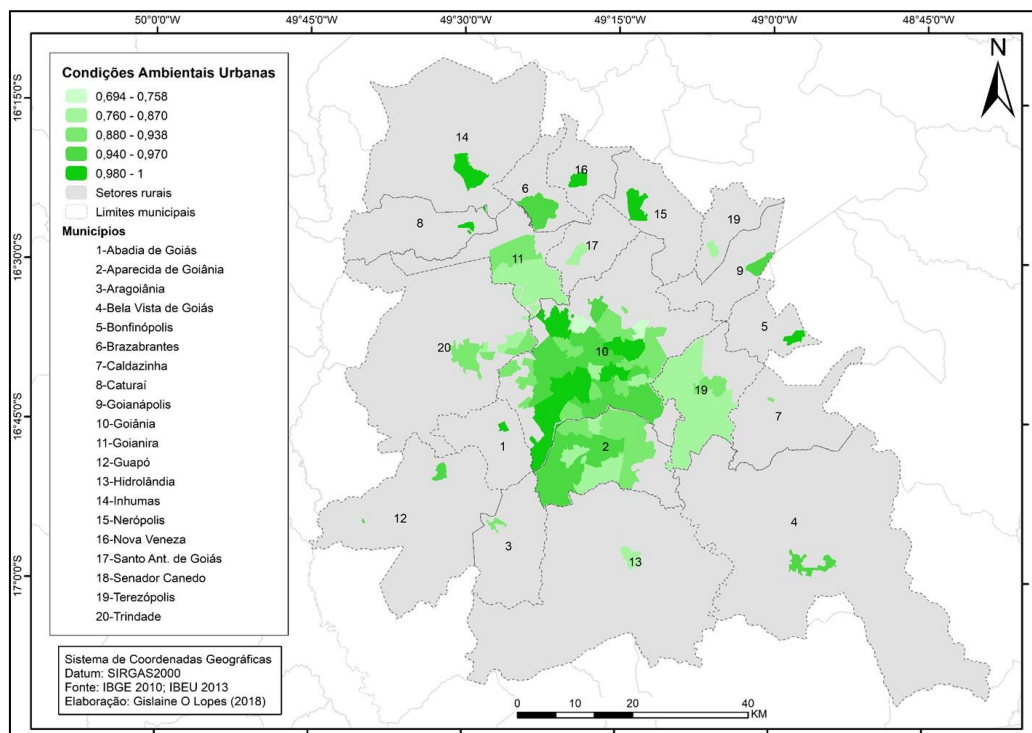 50°0'0"W 49°45'0"W 49°30'0"W 49°15'0"W 49°0'0"W 48°45'0"W
N
16°15'0"S
16°30'0"S
16°45'0"S
17°0'0"S
Condições Ambientais Urbanas
0,694 - 0,758
0,760 - 0,870
0,880 - 0,938
0,940 - 0,970
0,980 - 1
Setores rurais
Limites municipais
Municípios
1-Abadia de Goiás
2-Aparecida de Goiânia
3-Aragoiânia
4-Bela Vista de Goiás
5-Bonfinópolis
6-Brazabrantes
7-Caldazinha
8-Caturaí
9-Goianápolis
10-Goiânia
11-Goianira
12-Guapó
13-Hidrolândia
14-Inhumas
15-Nerópolis
16-Nova Veneza
17-Santo Ant. de Goiás
18-Senador Canedo
19-Terezópolis
20-Trindade
Sistema de Coordenadas Geográficas
Datum: SIRGAS2000
Fonte: IBGE 2010; IBEU 2013
Elaboração: Gislaine O Lopes (2018)
14
16
6
15
8
19
17
11
9
5
20
10
19
7
1
2
12
3
13
4
0 10 20 40
KM